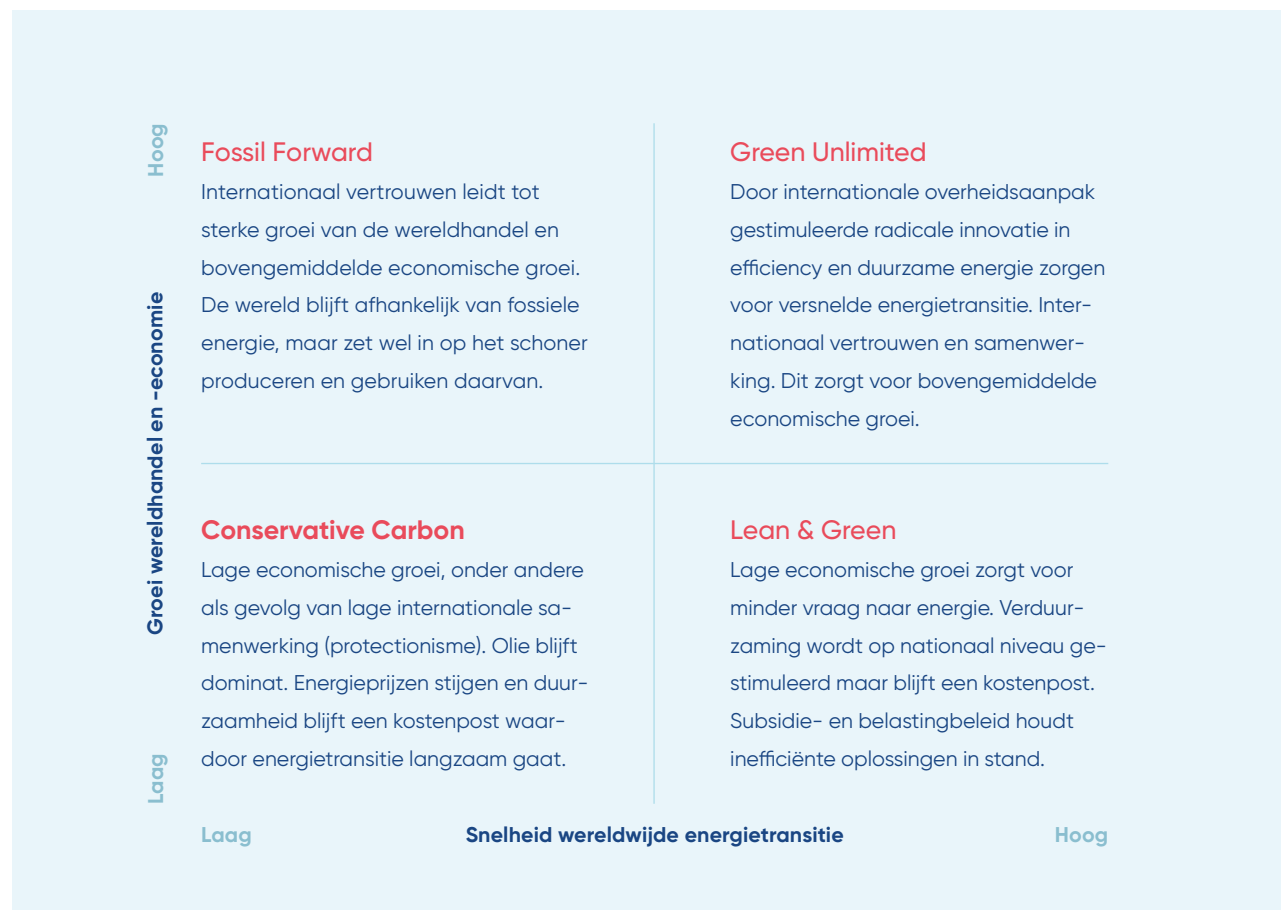 Hoog
Groei wereldhandel en -economie
Laag
Fossil Forward
Internationaal vertrouwen leidt tot
sterke groei van de wereldhandel en
bovengemiddelde economische groei.
De wereld blijft afhankelijk van fossiele
energie, maar zet wel in op het schoner
produceren en gebruiken daarvan.
Green Unlimited
Door internationale overheidsaanpak
gestimuleerde radicale innovatie in
efficiency en duurzame energie zorgen
voor versnelde energietransitie. Inter-
nationaal vertrouwen en samenwer-
king. Dit zorgt voor bovengemiddelde
economische groei.
Conservative Carbon
Lage economische groei, onder andere
als gevolg van lage internationale sa-
menwerking (protectionisme). Olie blijft
dominat. Energieprijzen stijgen en duur-
zaamheid blijft een kostenpost waar-
door energietransitie langzaam gaat.
Lean & Green
Lage economische groei zorgt voor
minder vraag naar energie. Verduur-
zaming wordt op nationaal niveau ge-
stimuleerd maar blijft een kostenpost.
Subsidie- en belastingbeleid houdt
inefficiënte oplossingen in stand.
Laag
Snelheid wereldwijde energietransitie
Hoog